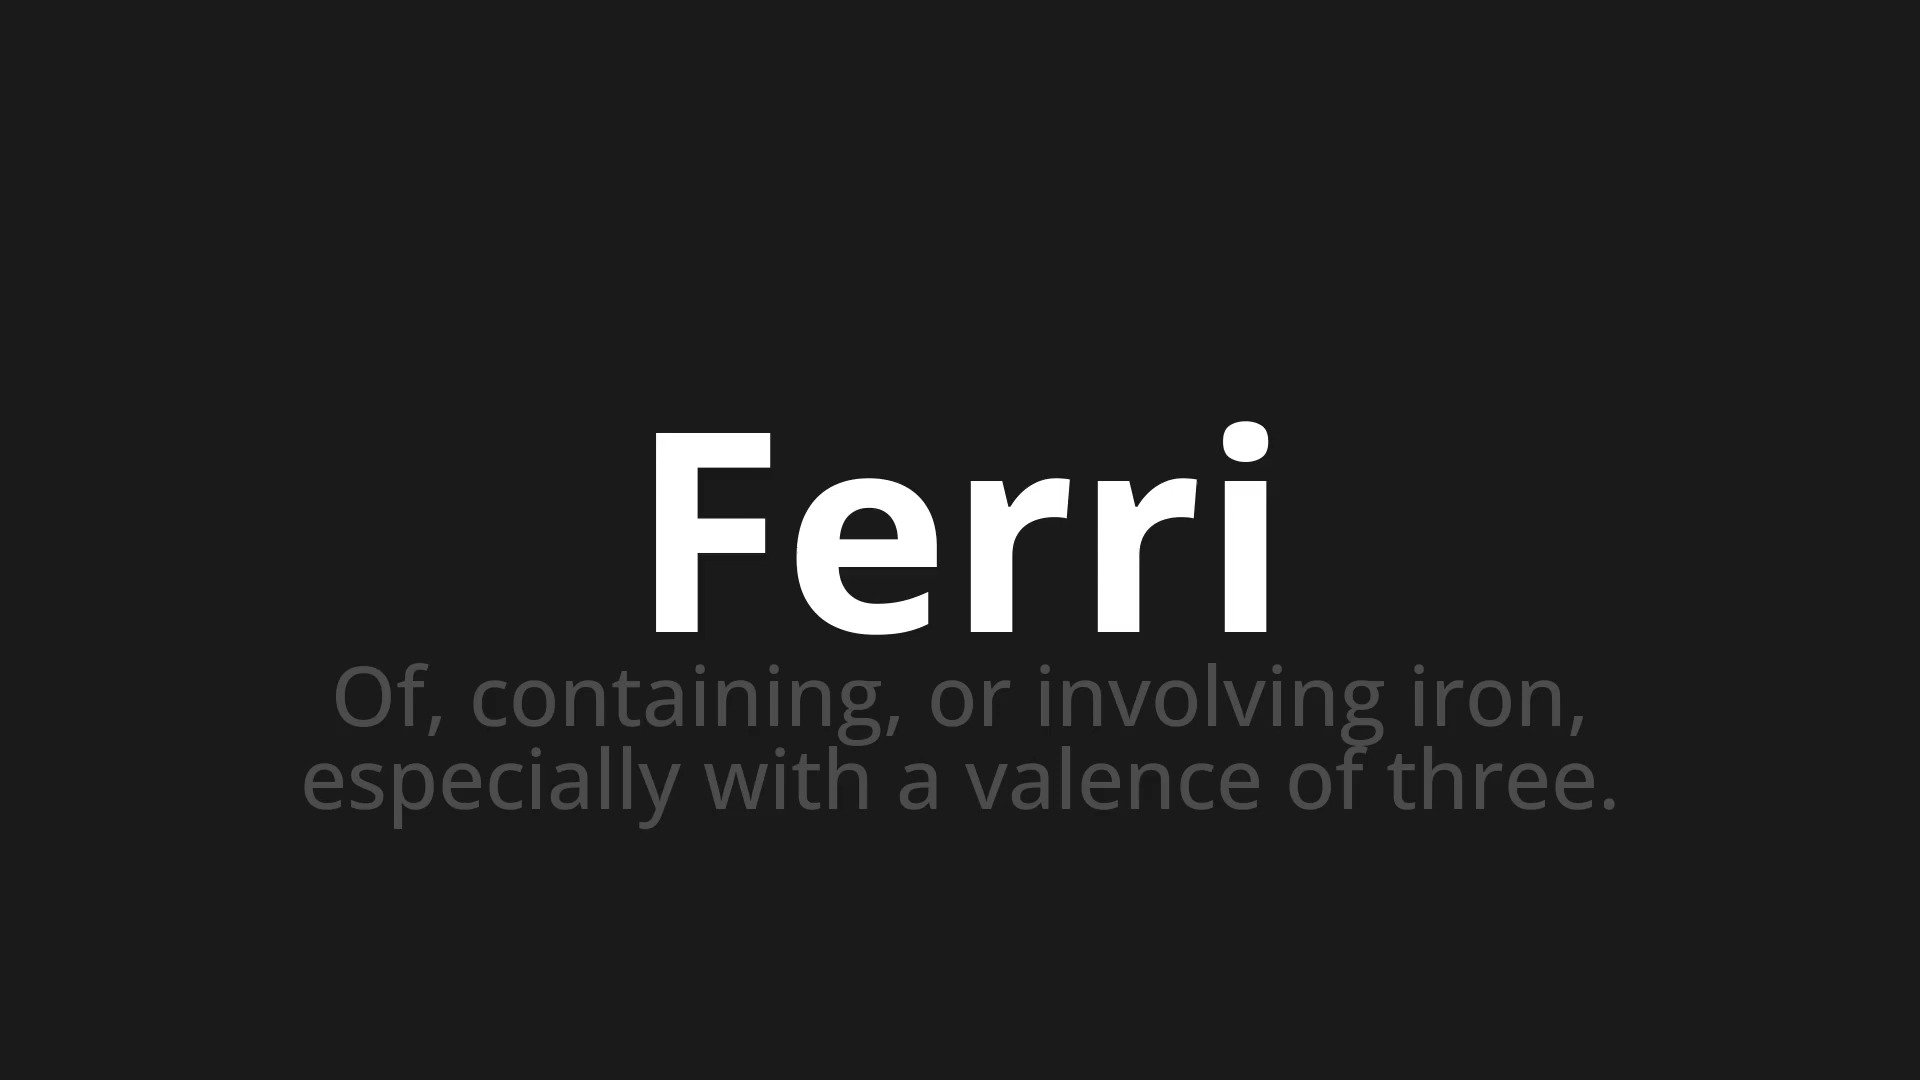 Ferri
Of, containing, or involving iron,
especially with a valence of three.